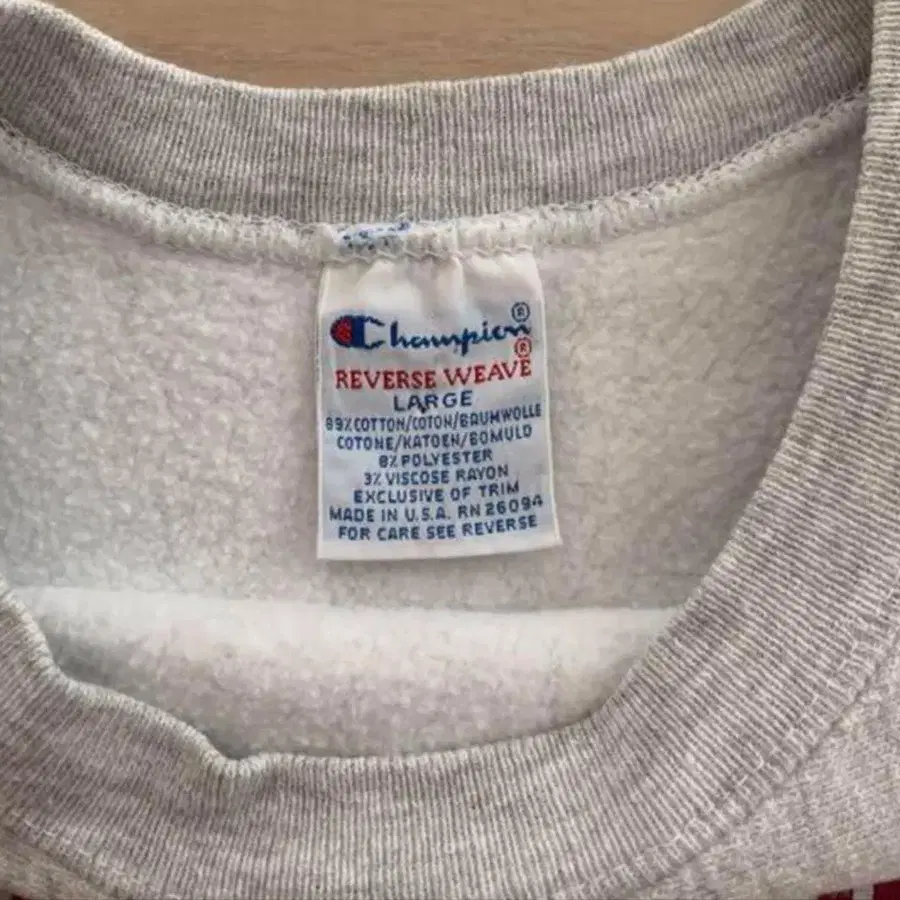 Champion®
REVERSE WEAVE®
LARGE
89% COTTON/COTON/BAUMWOLLE
COTONE/KATOEN/BOMULD
8% POLYESTER
3% VISCOSE RAYON
EXCLUSIVE OF TRIM
MADE IN U.S.A. RN 26094
FOR CARE SEE REVERSE